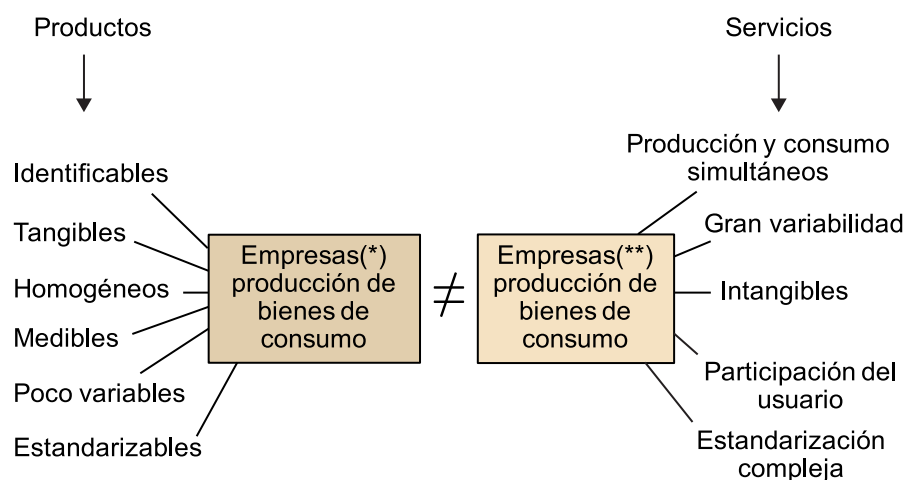 Productos
Servicios
Identificables
Tangibles
Homogéneos
Medibles
Poco variables
Estandarizables
Empresas(*)
producción de
bienes de
consumo
≠
Empresas(**)
producción de
bienes de
consumo
Producción y consumo
simultáneos
Gran variabilidad
Intangibles
Participación del
usuario
Estandarización
compleja